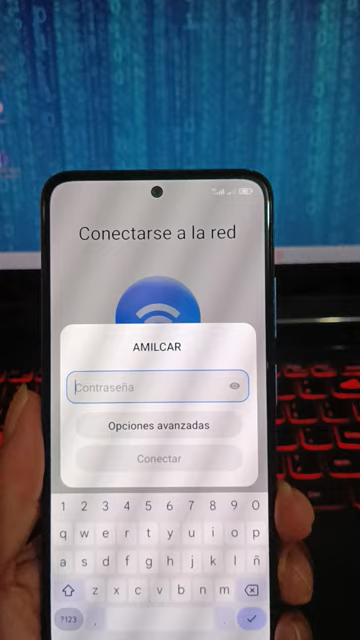 Conectarse a la red
AMILCAR
Contraseña
Opciones avanzadas
Conectar
1 2 3 4 5 6 7 8 9 0
q w e r t y u i o p
a s d f g h j k l ñ
z x c v b n m
?123 , .